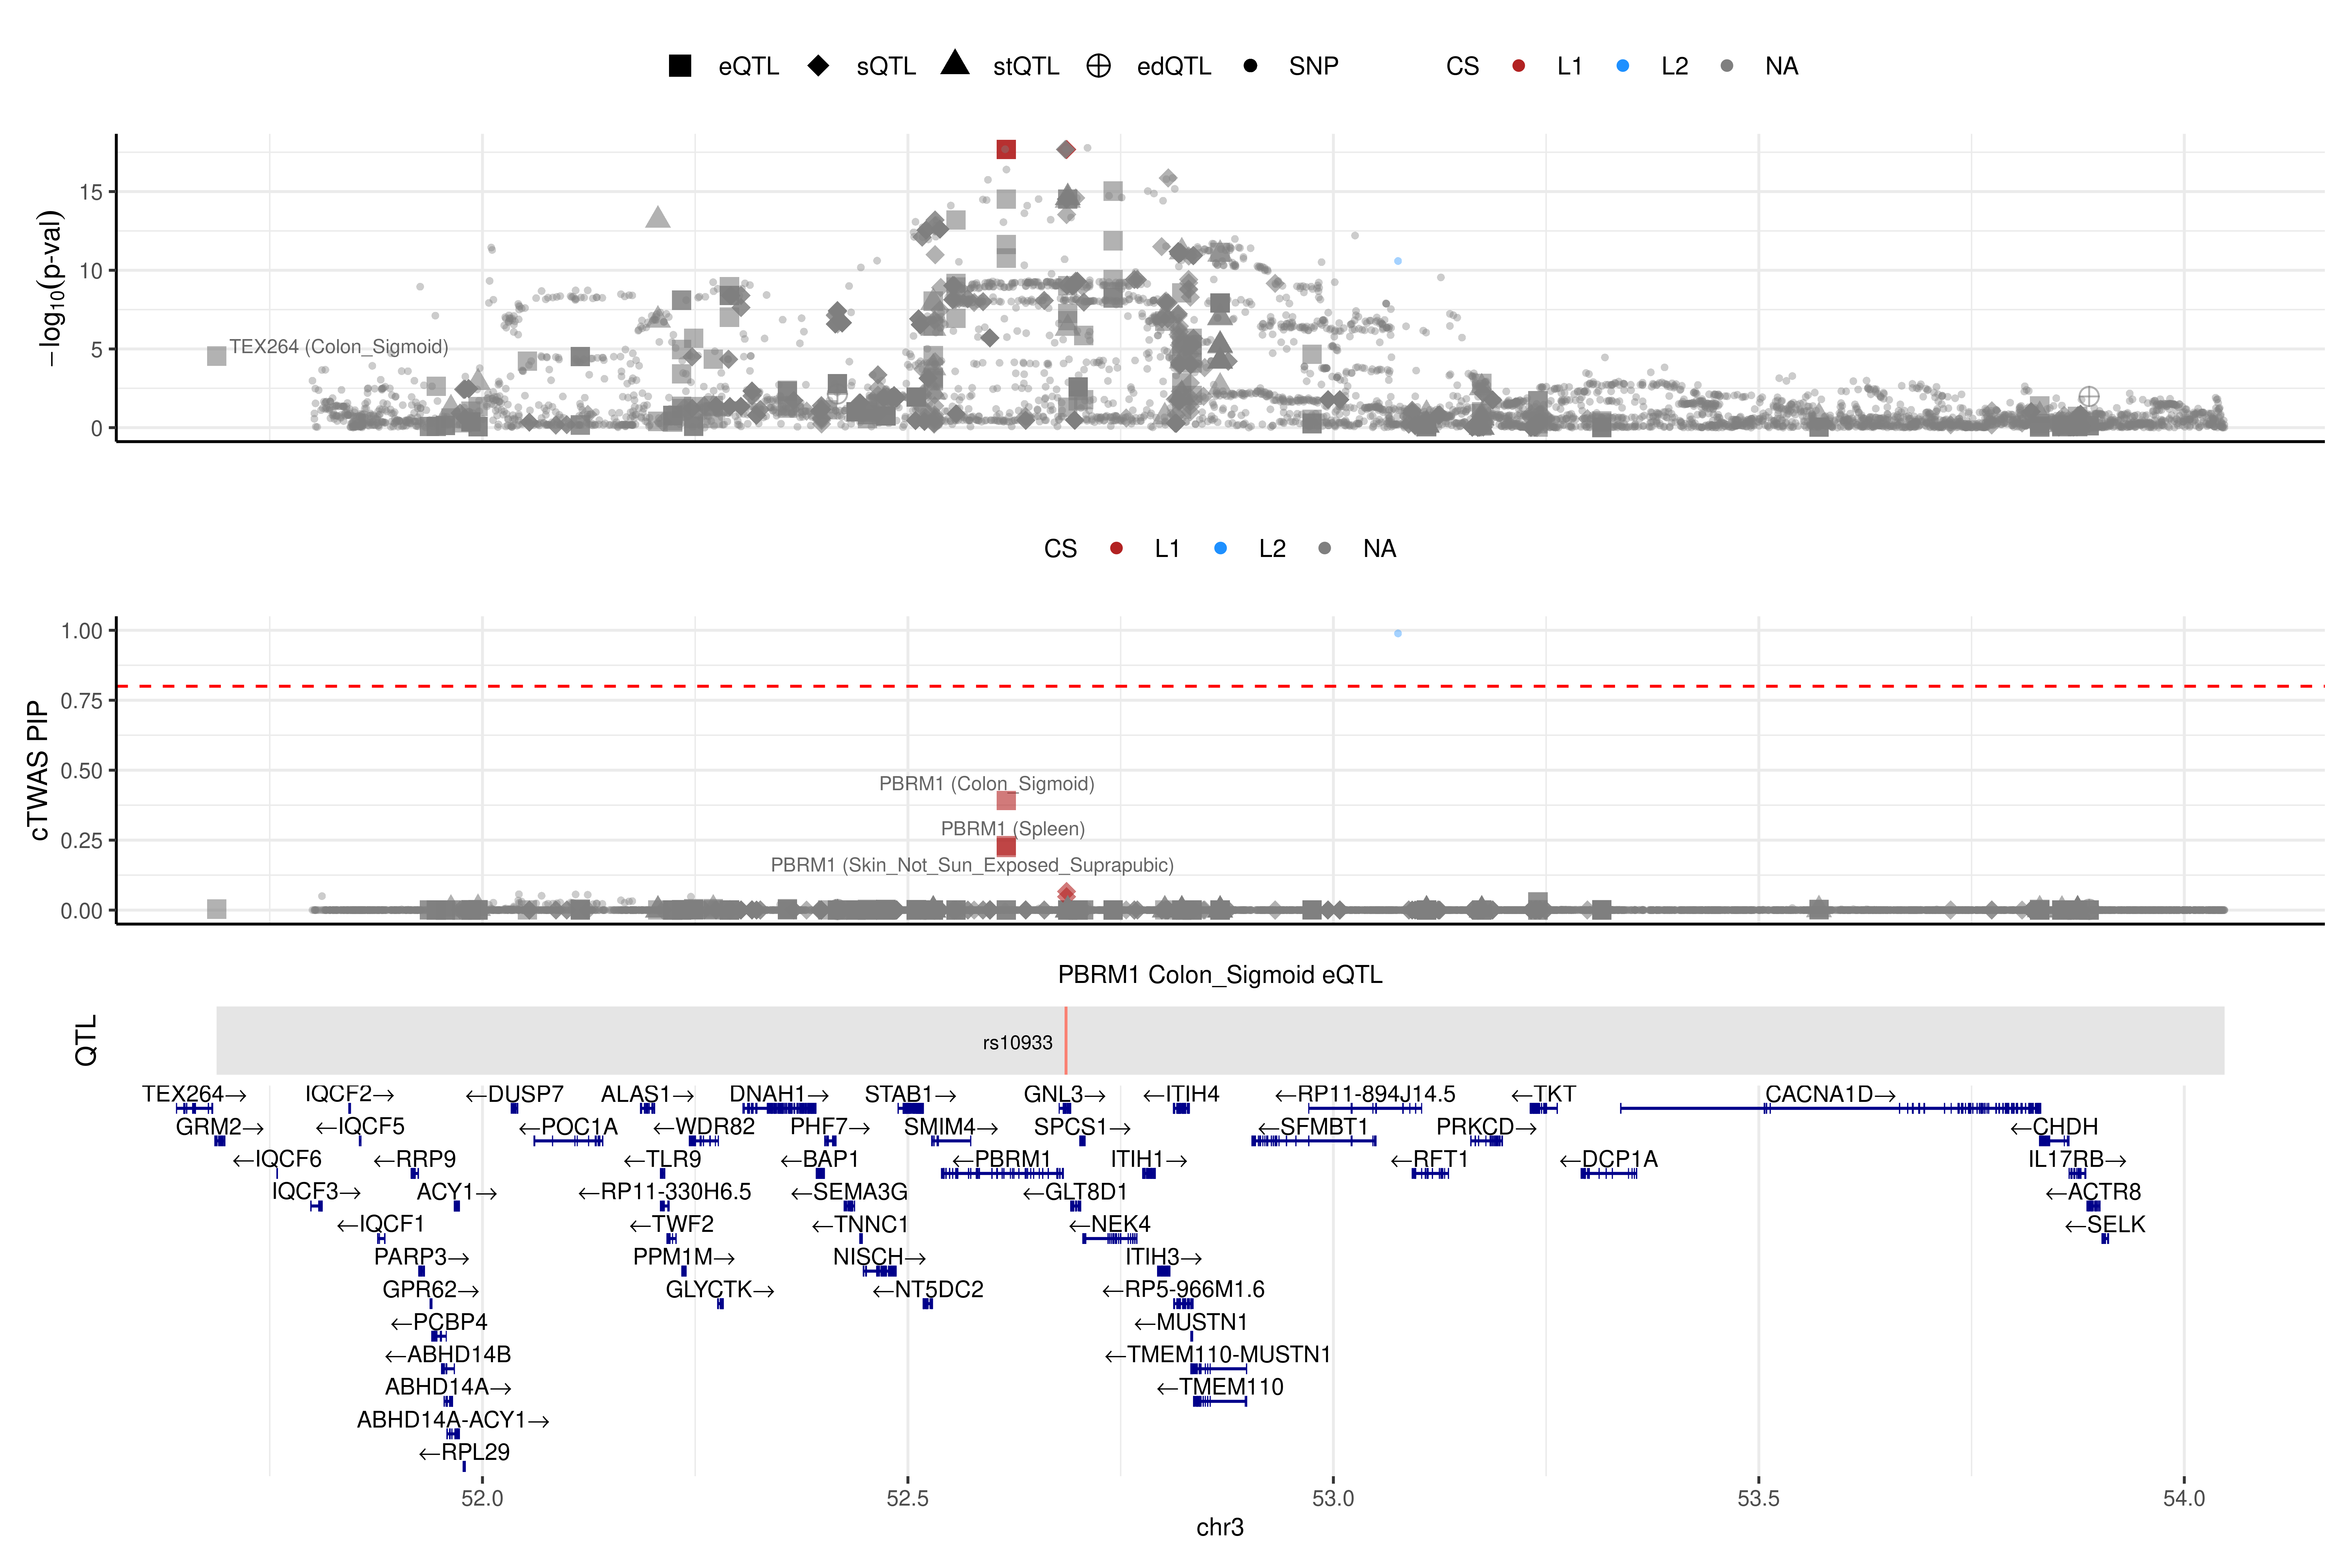 eQTL sQTL stQTL edQTL SNP CS L1 L2 NA
−log10(p-val)
15
10
5
0
TEX264 (Colon_Sigmoid)
CS L1 L2 NA
cTWAS PIP
1.00
0.75
0.50
0.25
0.00
PBRM1 (Colon_Sigmoid)
PBRM1 (Spleen)
PBRM1 (Skin_Not_Sun_Exposed_Suprapubic)
PBRM1 Colon_Sigmoid eQTL
QTL
rs10933
TEX264→ IQCF2→ ←DUSP7 ALAS1→ DNAH1→ STAB1→ GNL3→ ←ITIH4 ←RP11-894J14.5 ←TKT CACNA1D→
GRM2→ ←IQCF5 ←POC1A ←WDR82 PHF7→ SMIM4→ SPCS1→ ←SFMBT1 PRKCD→ ←CHDH
←IQCF6 ←RRP9 ←TLR9 ←BAP1 ←PBRM1 ITIH1→ ←RFT1 ←DCP1A IL17RB→
IQCF3→ ACY1→ ←RP11-330H6.5 ←SEMA3G ←GLT8D1 ←ACTR8
←IQCF1 ←TWF2 ←TNNC1 ←NEK4 ←SELK
PARP3→ PPM1M→ NISCH→ ITIH3→
GPR62→ GLYCTK→ ←NT5DC2 ←RP5-966M1.6
←PCBP4 ←MUSTN1
←ABHD14B ←TMEM110-MUSTN1
ABHD14A→ ←TMEM110
ABHD14A-ACY1→
←RPL29
52.0 52.5 53.0 53.5 54.0
chr3